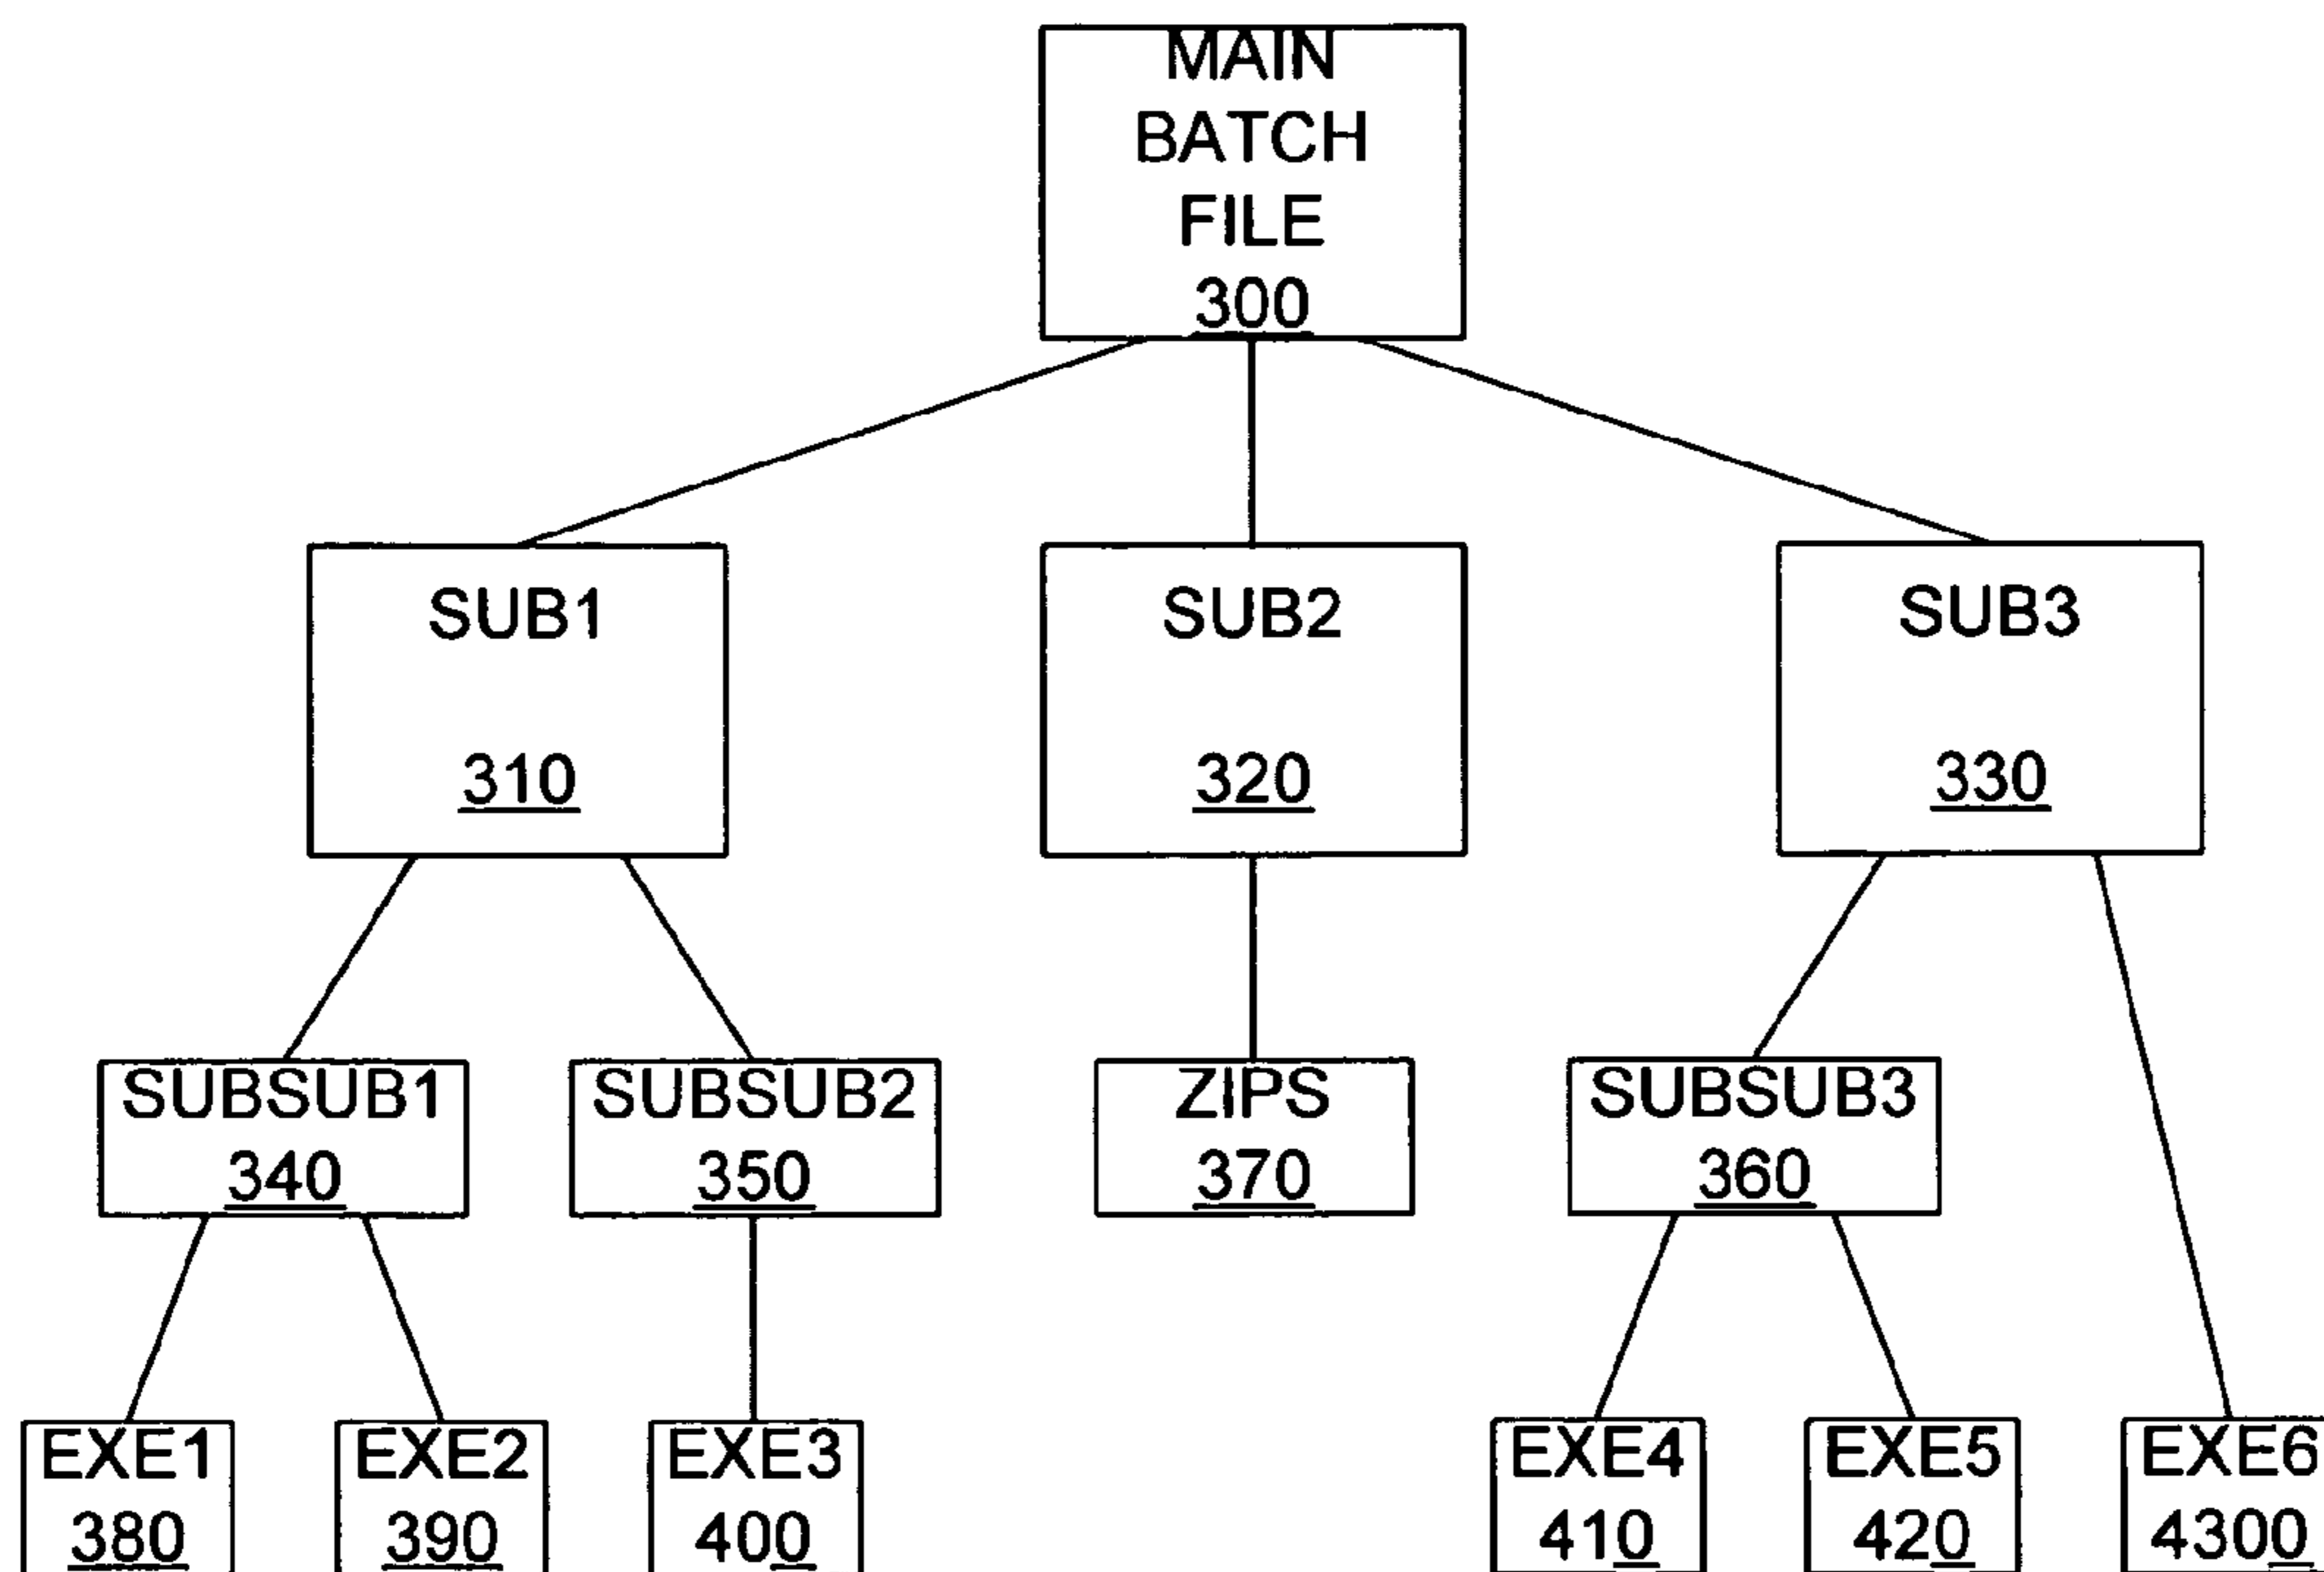 MAIN
BATCH
FILE
300
SUB1
310
SUB2
320
SUB3
330
SUBSUB1
340
SUBSUB2
350
ZIPS
370
SUBSUB3
360
EXE1
380
EXE2
390
EXE3
400
EXE4
410
EXE5
420
EXE6
4300